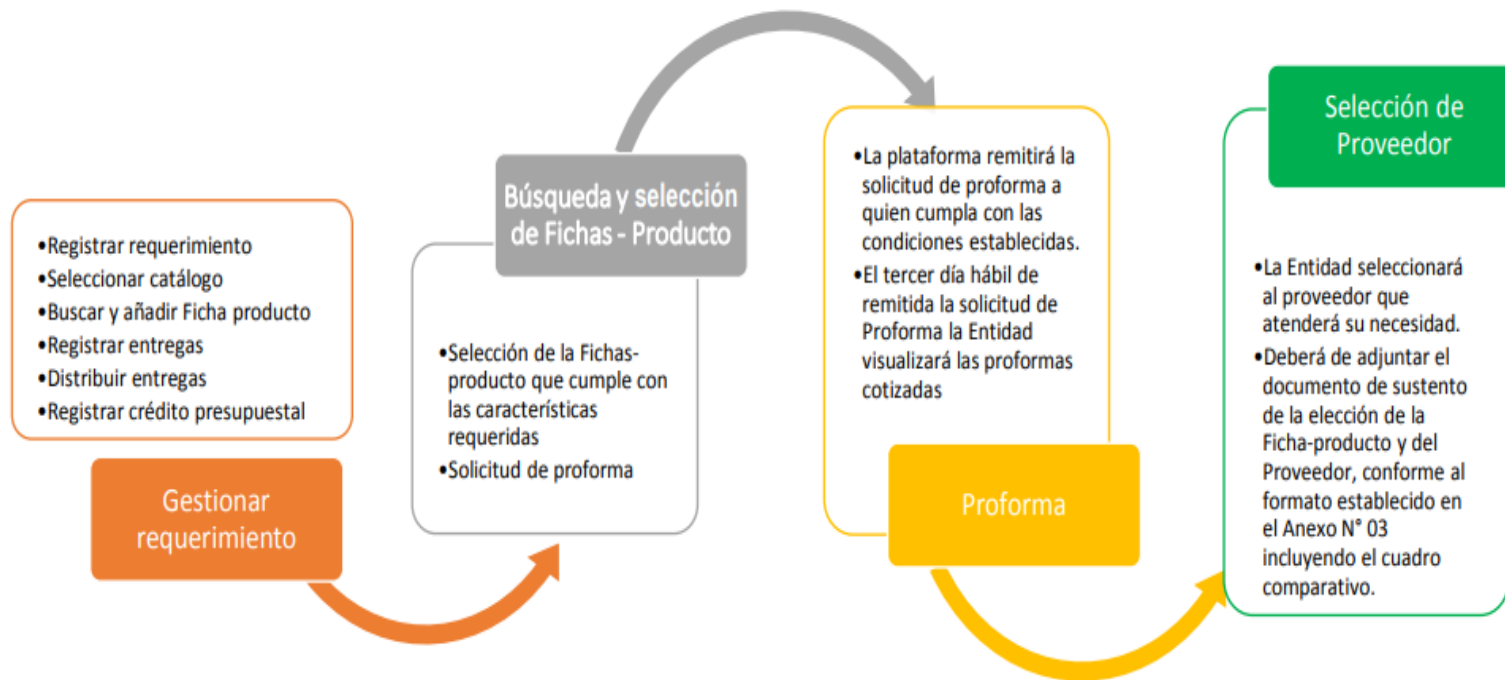 •Registrar requerimiento
•Seleccionar catálogo
•Buscar y añadir Ficha producto
•Registrar entregas
•Distribuir entregas
•Registrar crédito presupuestal
Gestionar
requerimiento
Búsqueda y selección
de Fichas - Producto
•Selección de la Fichas-
producto que cumple con
las características
requeridas
•Solicitud de proforma
•La plataforma remitirá la
solicitud de proforma a
quien cumpla con las
condiciones establecidas.
•El tercer día hábil de
remitida la solicitud de
Proforma la Entidad
visualizará las proformas
cotizadas
Proforma
Selección de
Proveedor
•La Entidad seleccionará
al proveedor que
atenderá su necesidad.
•Deberá de adjuntar el
documento de sustento
de la elección de la
Ficha-producto y del
Proveedor, conforme al
formato establecido en
el Anexo N° 03
incluyendo el cuadro
comparativo.